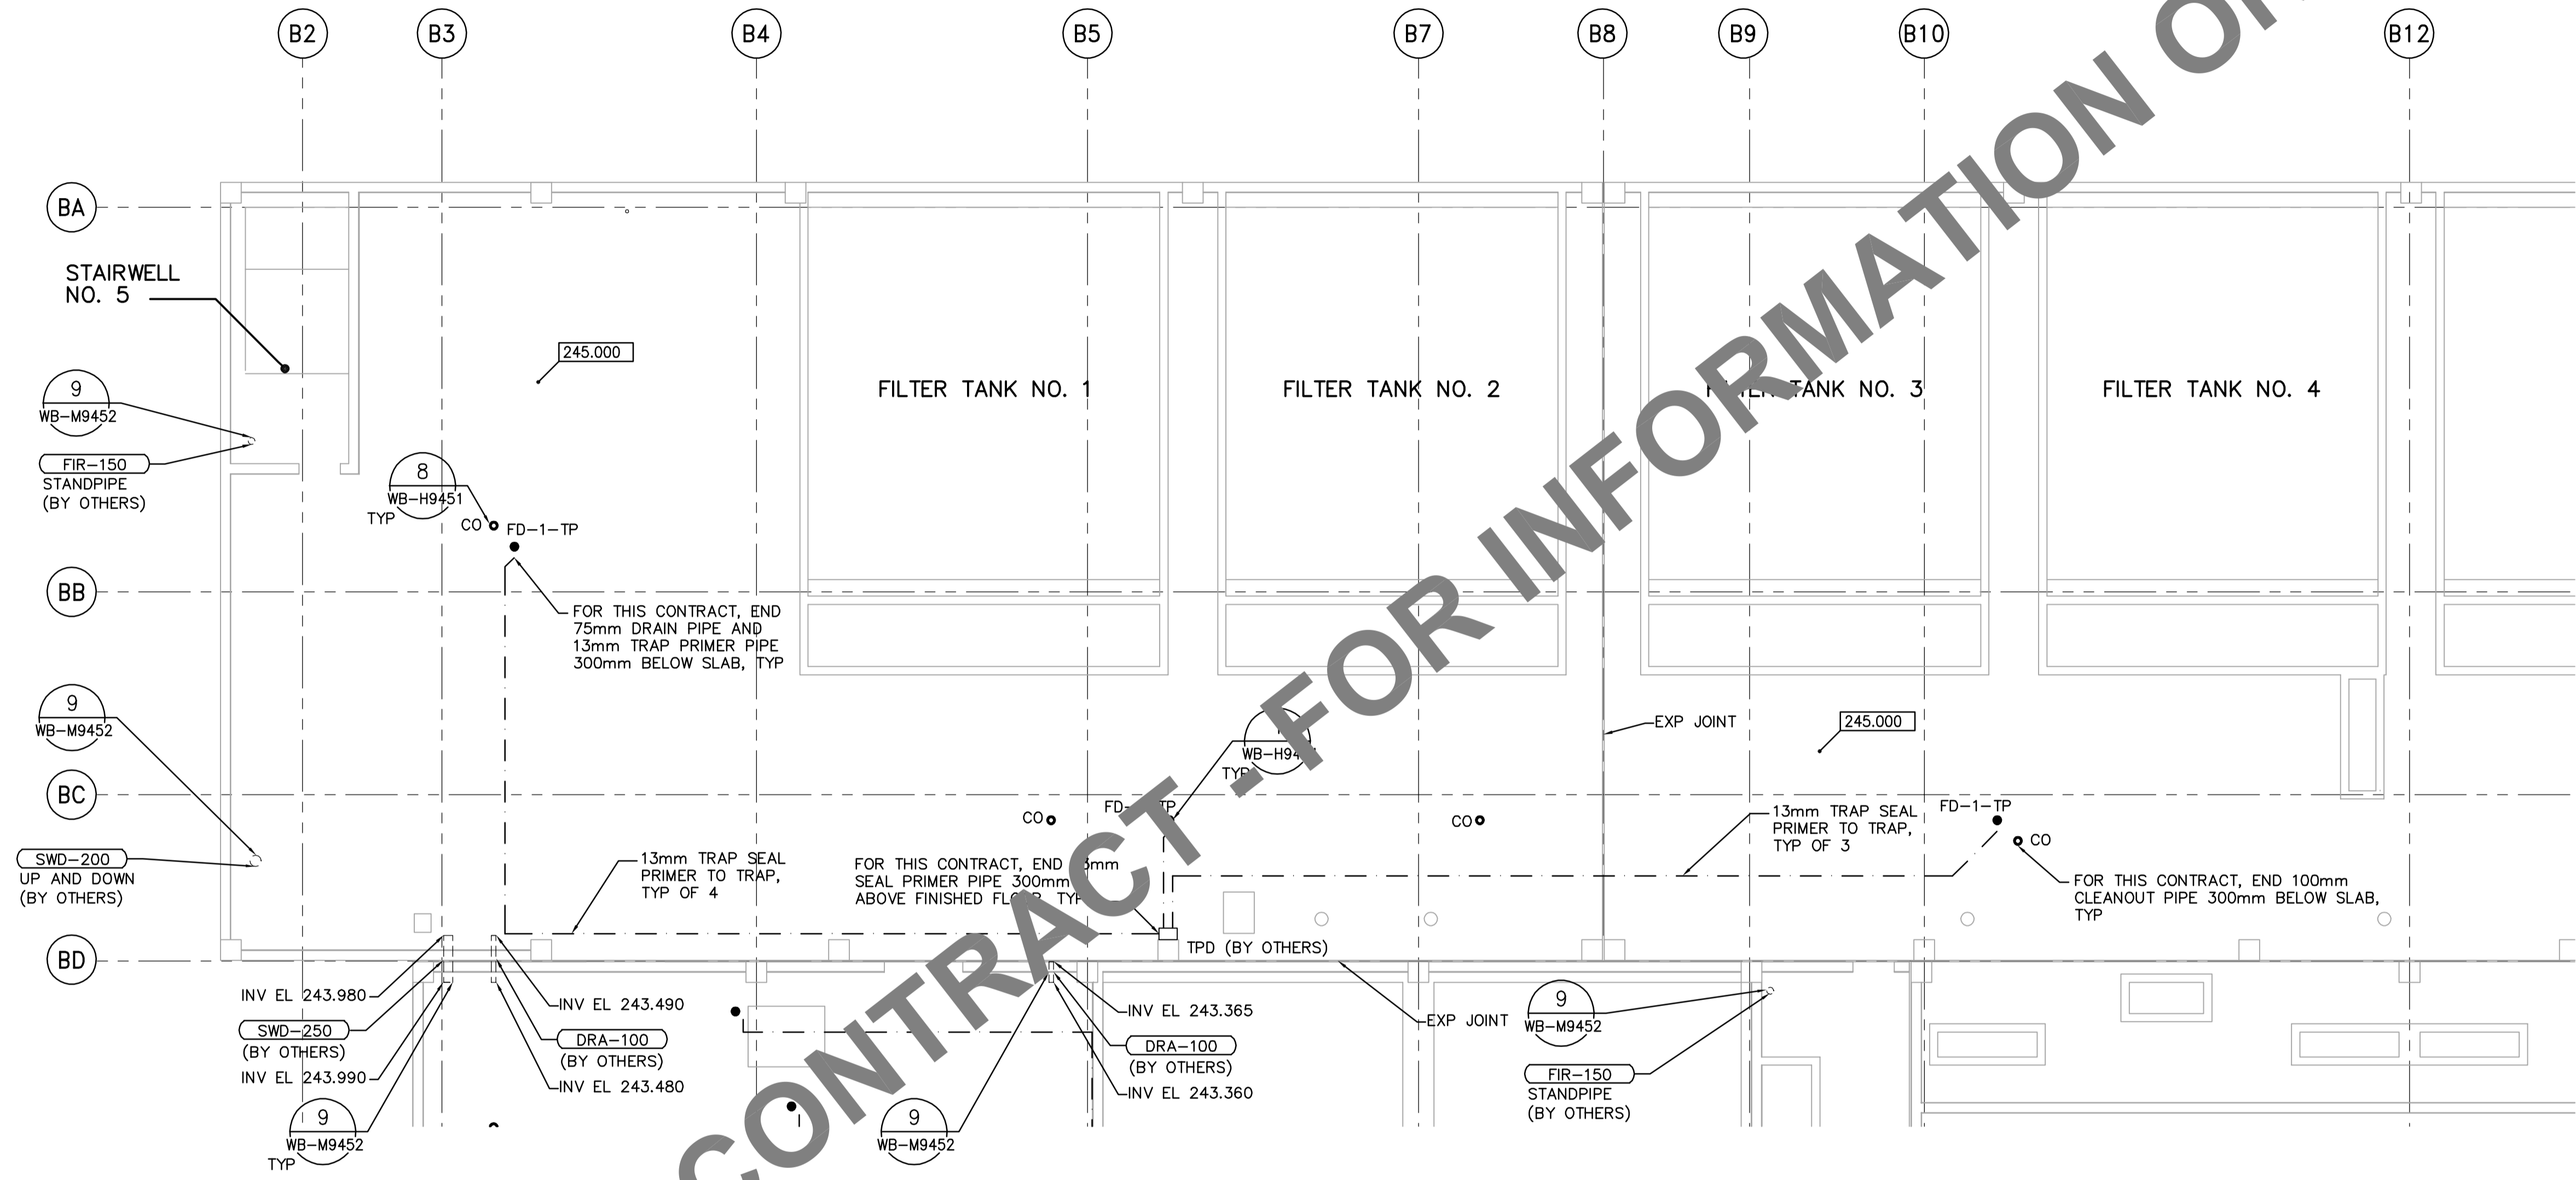 B2 B3 B4 B5 B7 B8 B9 B10 B12
BA
BB
BC
BD
CONTRACT - FOR INFORMATION
STAIRWELL
NO. 5
245.000
FILTER TANK NO. 1
FILTER TANK NO. 2
FILTER TANK NO. 3
FILTER TANK NO. 4
9
WB-M9452
FIR-150
STANDPIPE
(BY OTHERS)
8
WB-H9451
TYP
CO
FD-1-TP
FOR THIS CONTRACT, END
75mm DRAIN PIPE AND
13mm TRAP PRIMER PIPE
300mm BELOW SLAB, TYP
9
WB-M9452
SWD-200
UP AND DOWN
(BY OTHERS)
EXP JOINT
245.000
TYP
CO
CO
13mm TRAP SEAL
PRIMER TO TRAP,
TYP OF 3
FD-1-TP
CO
13mm TRAP SEAL
PRIMER TO TRAP,
TYP OF 4
FOR THIS CONTRACT, END
SEAL PRIMER PIPE 300mm
ABOVE FINISHED TYP
FOR THIS CONTRACT, END 100mm
CLEANOUT PIPE 300mm BELOW SLAB,
TYP
TPD (BY OTHERS)
INV EL 243.980
SWD-250
(BY OTHERS)
INV EL 243.990
9
WB-M9452
TYP
INV EL 243.490
DRA-100
(BY OTHERS)
INV EL 243.480
INV EL 243.365
DRA-100
(BY OTHERS)
INV EL 243.360
9
WB-M9452
EXP JOINT
9
WB-M9452
FIR-150
STANDPIPE
(BY OTHERS)